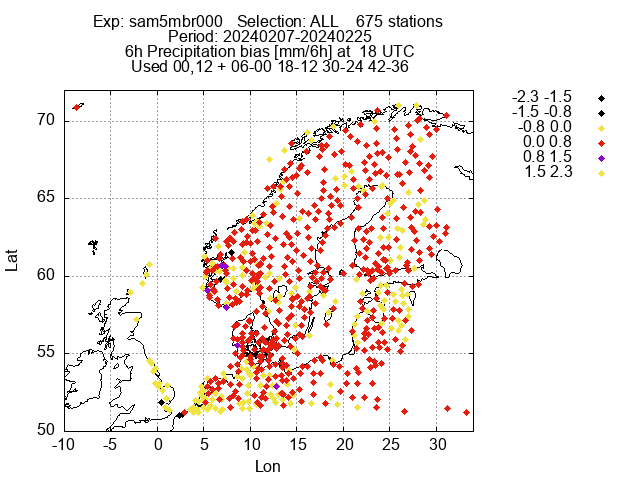 Exp: sam5mbr000 Selection: ALL 675 stations
Period: 20240207-20240225
6h Precipitation bias [mm/6h] at 18 UTC
Used 00,12 + 06-00 18-12 30-24 42-36
-2.3 -1.5
-1.5 -0.8
-0.8 0.0
0.0 0.8
0.8 1.5
1.5 2.3
70
65
60
55
50
Lat
-10 -5 0 5 10 15 20 25 30
Lon